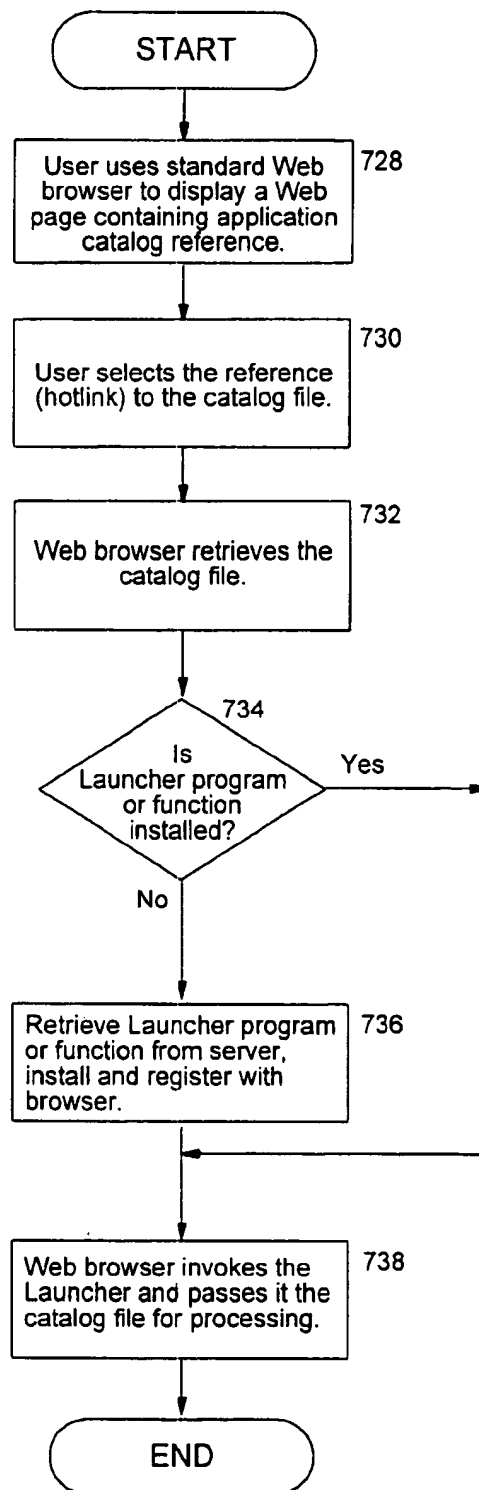 START
728
User uses standard Web
browser to display a Web
page containing application
catalog reference.
730
User selects the reference
(hotlink) to the catalog file.
732
Web browser retrieves the
catalog file.
734
Is
Launcher program
or function
installed?
Yes
No
736
Retrieve Launcher program
or function from server,
install and register with
browser.
738
Web browser invokes the
Launcher and passes it the
catalog file for processing.
END